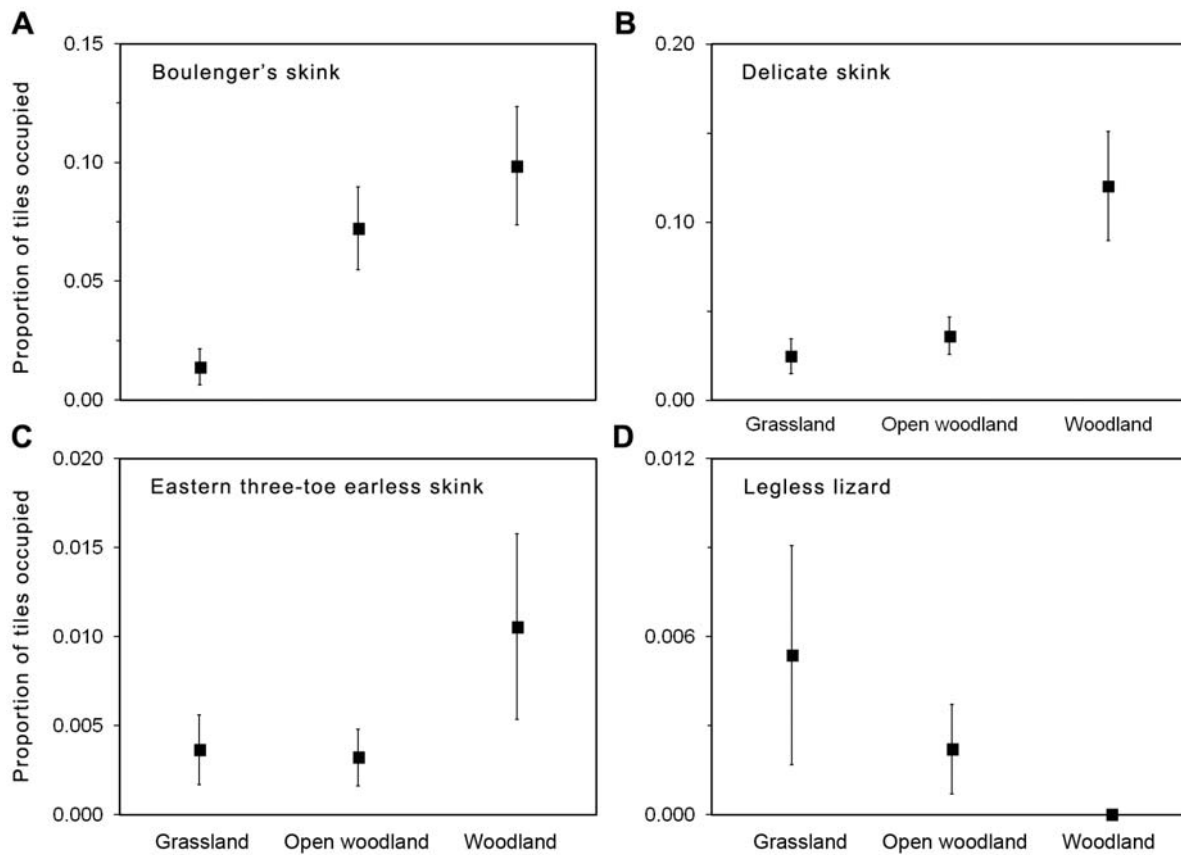 A
B
0.15
0.10
0.05
0.00
Boulenger's skink
Proportion of tiles occupied
0.20
0.10
0.00
Delicate skink
Grassland Open woodland Woodland
C
D
0.020
0.015
0.010
0.005
0.000
Eastern three-toe earless skink
Proportion of tiles occupied
Grassland Open woodland Woodland
0.012
0.006
0.000
Legless lizard
Grassland Open woodland Woodland